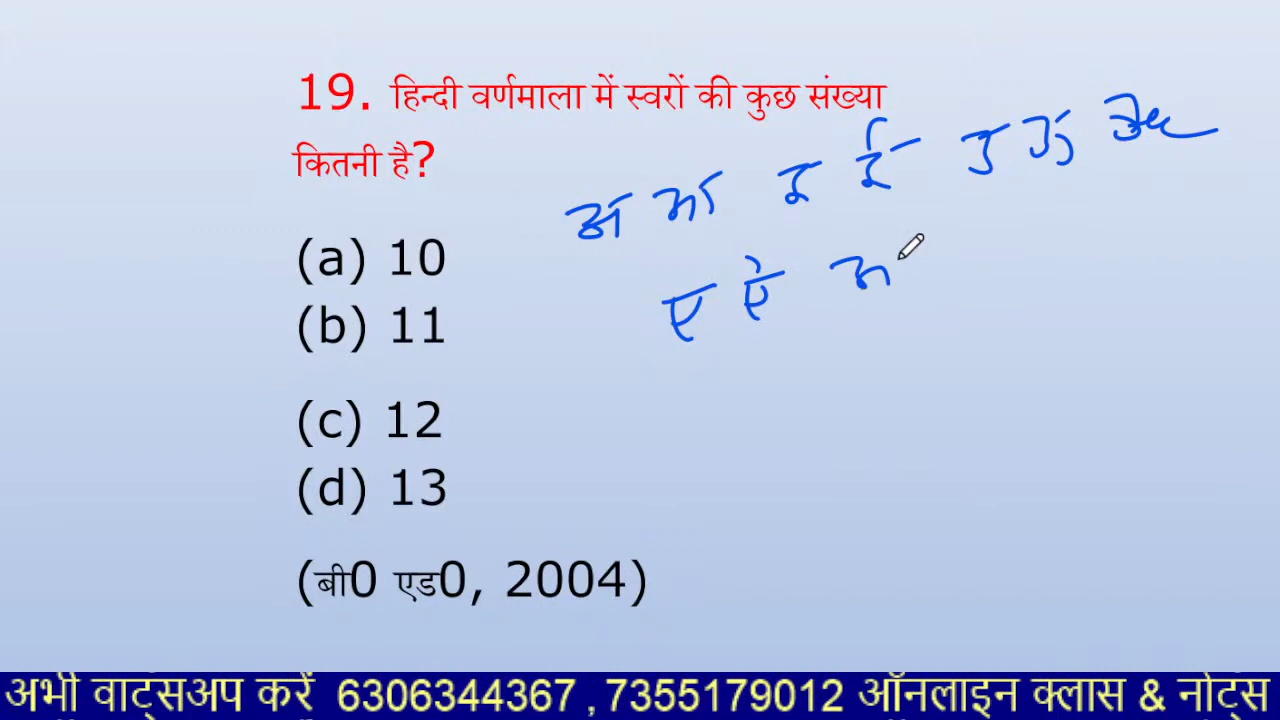 19. हिन्दी वर्णमाला में स्वरों की कुछ संख्या
कितनी है?
अ आ इ ई उ ऊ ऋ
ए ऐ अ
(a) 10
(b) 11
(c) 12
(d) 13
(बी0 एड0, 2004)
अभी वाट्सअप करें 6306344367 ,7355179012 ऑनलाइन क्लास & नोट्स